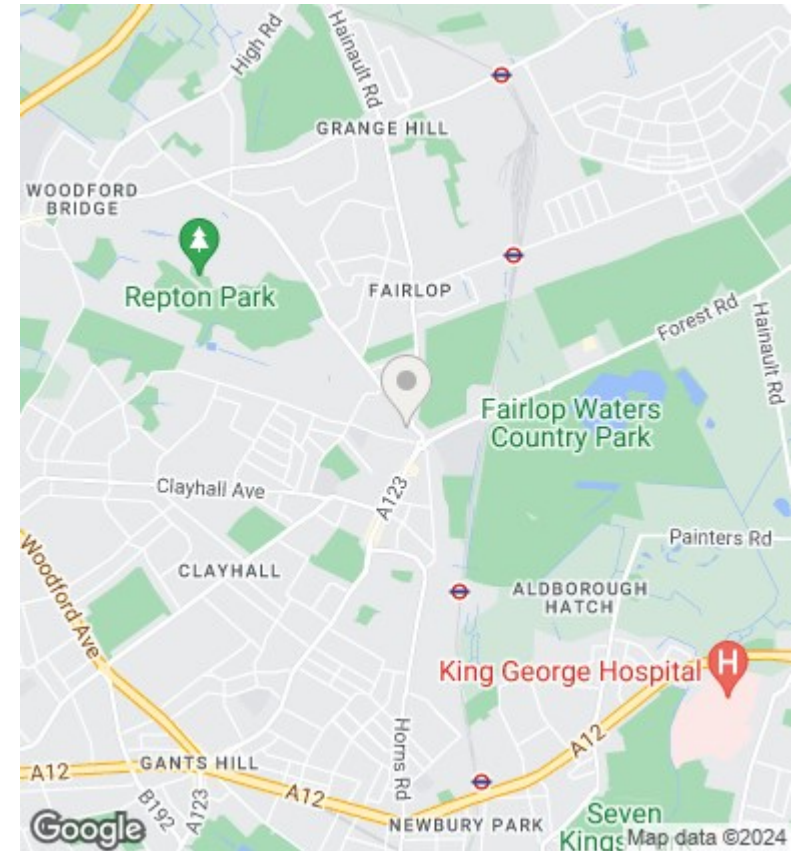 High Rd
Hainault Rd
GRANGE HILL
WOODFORD
BRIDGE
Repton Park
FAIRLOP
Forest Rd
Hainault Rd
Fairlop Waters
Country Park
Clayhall Ave
A123
Painters Rd
CLAYHALL
Woodford Ave
ALDBOROUGH
HATCH
King George Hospital
H
Horns Rd
A12
A12
GANTS HILL
A12
B192
A123
NEWBURY PARK
Seven
Kings
Google
Map data ©2024